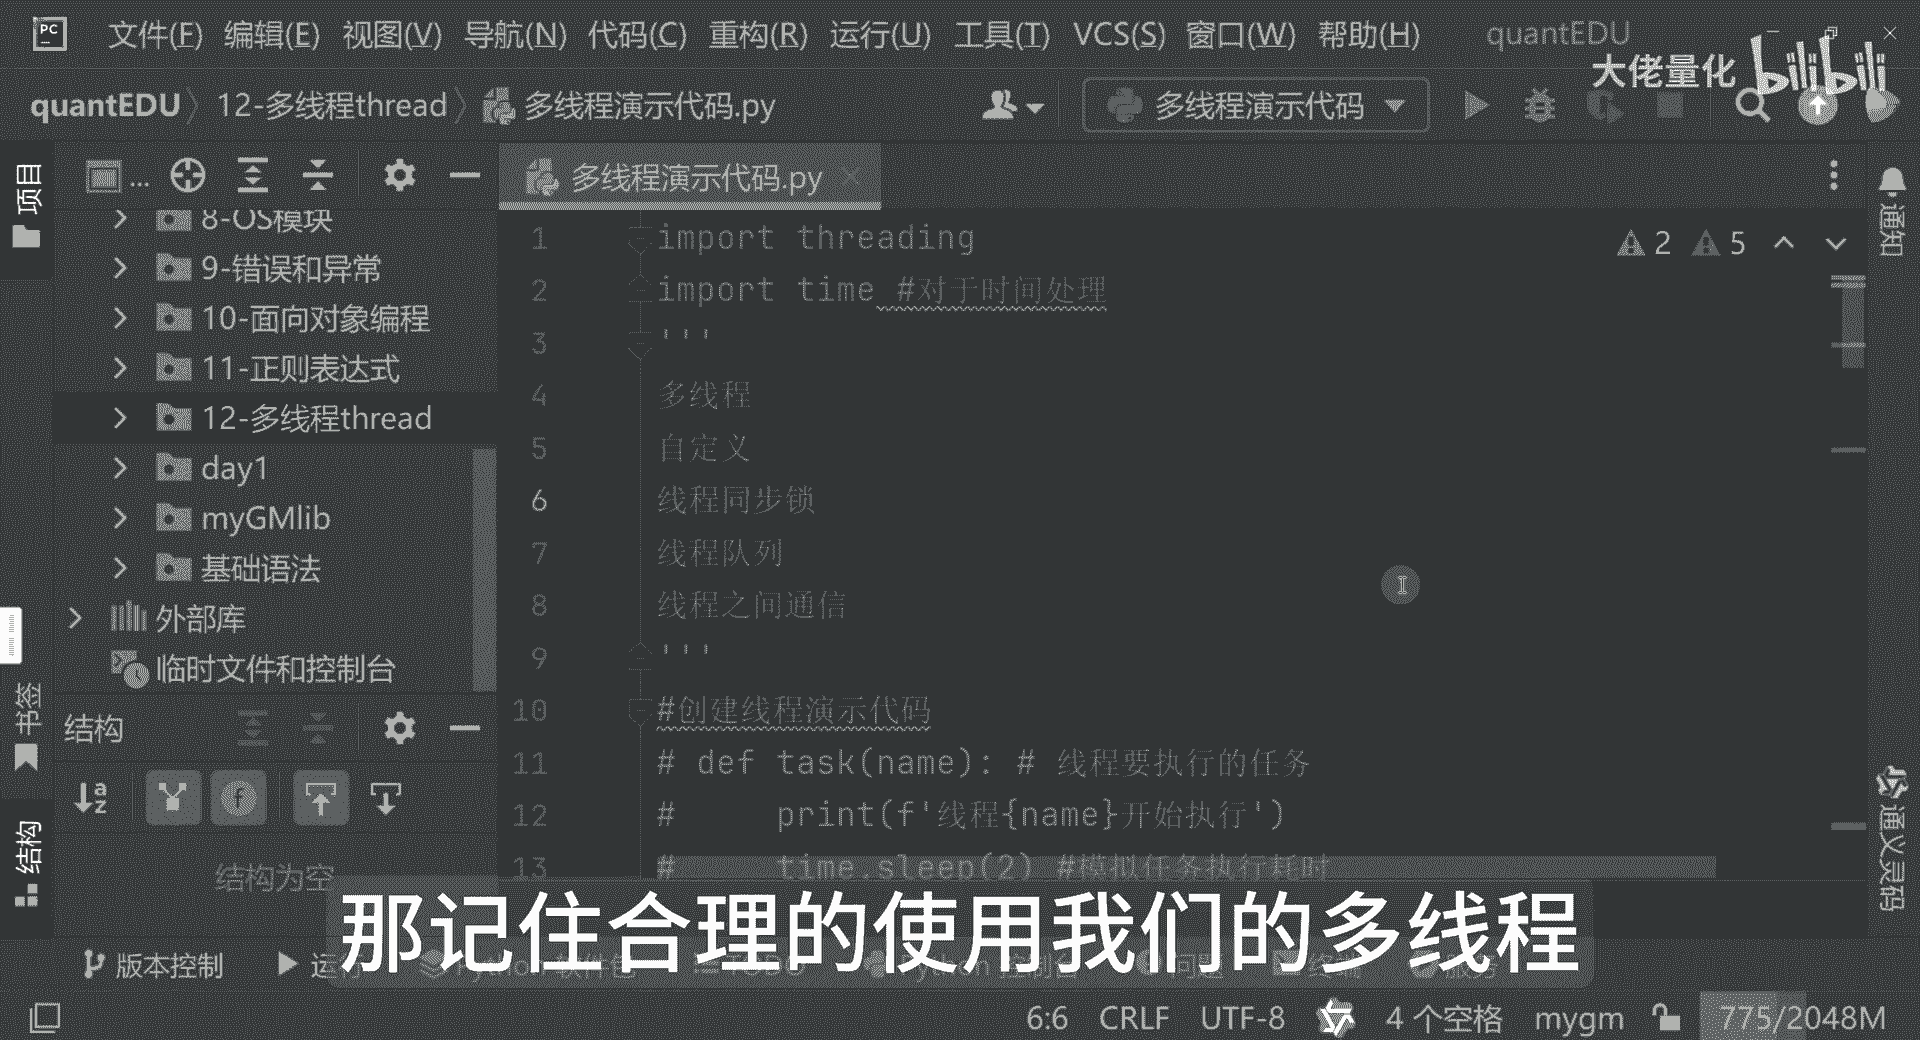 PC 文件(F) 编辑(E) 视图(V) 导航(N) 代码(C) 重构(R) 运行(U) 工具(T) VCS(S) 窗口(W) 帮助(H) quantEDU
大佬量化 bilibili
quantEDU 12-多线程thread 多线程演示代码.py 多线程演示代码
项目
...
多线程演示代码.py
通知
8-OS模块
9-错误和异常
10-面向对象编程
11-正则表达式
12-多线程thread
day1
myGMlib
基础语法
外部库
临时文件和控制台
书签
结构
结构
结构为空
2 5
1 import threading
2 import time #对于时间处理
3 '''
4 多线程
5 自定义
6 线程同步锁
7 线程队列
8 线程之间通信
9 '''
10 #创建线程演示代码
11 # def task(name): # 线程要执行的任务
12 #     print(f'线程{name}开始执行')
13 #     time.sleep(2) #模拟任务执行耗时
通义灵码
那记住合理的使用我们的多线程
版本控制
6:6 CRLF UTF-8 4 个空格 mygm 775/2048M